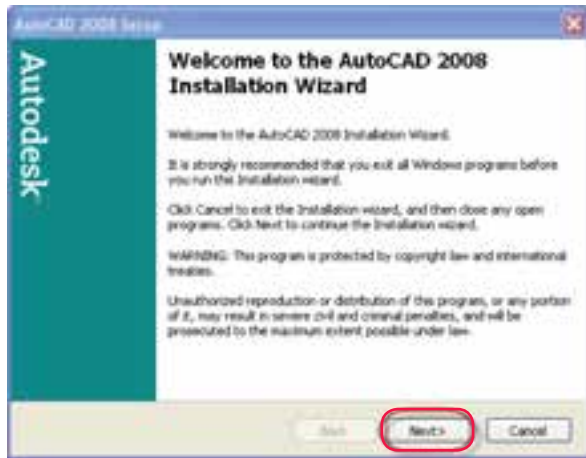 AutoCAD 2008 Setup
Autodesk
Welcome to the AutoCAD 2008
Installation Wizard
Welcome to the AutoCAD 2008 Installation Wizard.
It is strongly recommended that you exit all Windows programs before
you run the Installation wizard.
Click Cancel to exit the Installation wizard, and then close any open
programs. Click Next to continue the Installation wizard.
WARNING: This program is protected by copyright law and international
treaties.
Unauthorized reproduction or distribution of this program, or any portion
of it, may result in severe civil and criminal penalties, and will be
prosecuted to the maximum extent possible under law.
Next>
Cancel